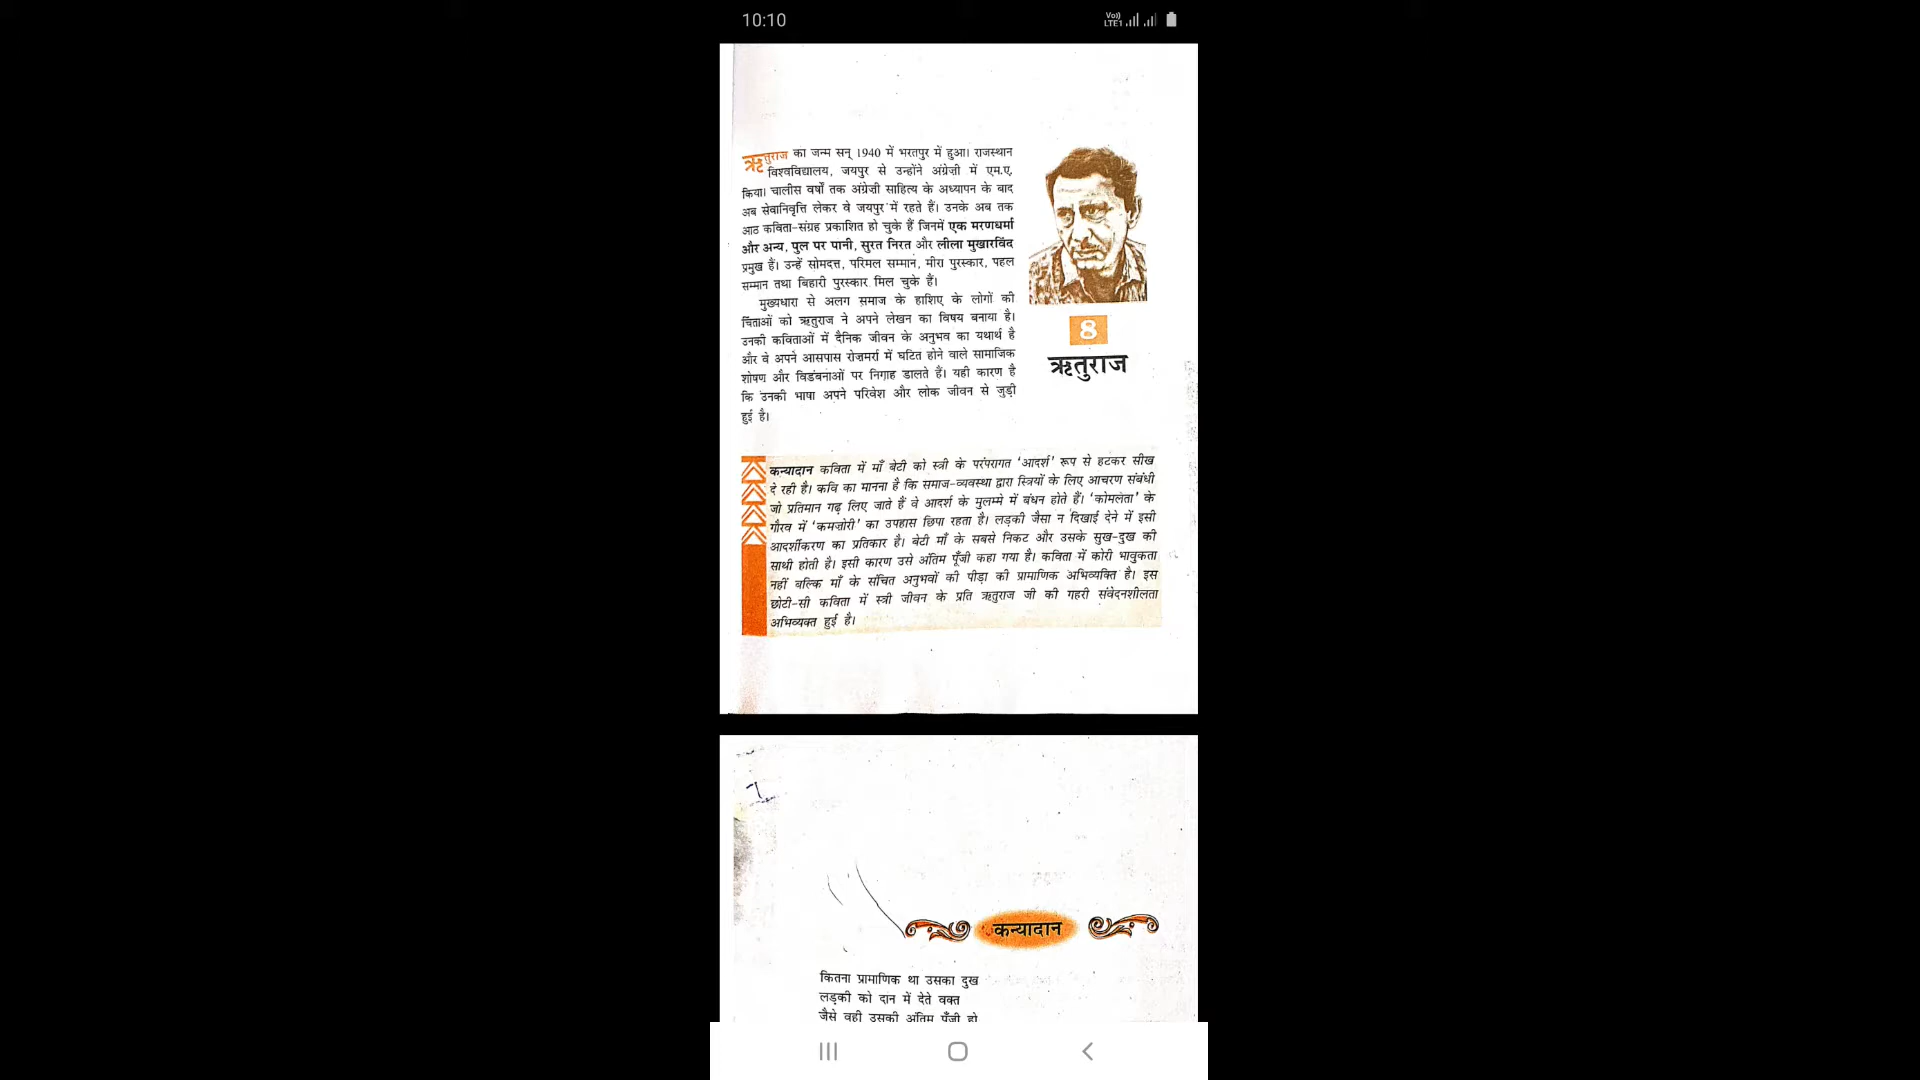 10:10
Vo)) LTE1
ऋतुराज का जन्म सन् 1940 में भरतपुर में हुआ। राजस्थान
विश्वविद्यालय, जयपुर से उन्होंने अंग्रेज़ी में एम.ए.
किया। चालीस वर्षों तक अंग्रेज़ी साहित्य के अध्यापन के बाद
अब सेवानिवृत्ति लेकर वे जयपुर में रहते हैं। उनके अब तक
आठ कविता-संग्रह प्रकाशित हो चुके हैं जिनमें एक मरणधर्मा
और अन्य, पुल पर पानी, सुरत निरत और लीला मुखारविंद
प्रमुख हैं। उन्हें सोमदत्त, परिमल सम्मान, मीरा पुरस्कार, पहल
सम्मान तथा बिहारी पुरस्कार मिल चुके हैं।
मुख्यधारा से अलग समाज के हाशिए के लोगों की
चिंताओं को ऋतुराज ने अपने लेखन का विषय बनाया है।
उनकी कविताओं में दैनिक जीवन के अनुभव का यथार्थ है
और वे अपने आसपास रोज़मर्रा में घटित होने वाले सामाजिक
शोषण और विडंबनाओं पर निगाह डालते हैं। यही कारण है
कि उनकी भाषा अपने परिवेश और लोक जीवन से जुड़ी
हुई है।
8
ऋतुराज
कन्यादान कविता में माँ बेटी को स्त्री के परंपरागत ‘आदर्श’ रूप से हटकर सीख
दे रही है। कवि का मानना है कि समाज-व्यवस्था द्वारा स्त्रियों के लिए आचरण संबंधी
जो प्रतिमान गढ़ लिए जाते हैं वे आदर्श के मुलम्मे में बंधन होते हैं। ‘कोमलता’ के
गौरव में ‘कमज़ोरी’ का उपहास छिपा रहता है। लड़की जैसा न दिखाई देने में इसी
आदर्शीकरण का प्रतिकार है। बेटी माँ के सबसे निकट और उसके सुख-दुख की
साथी होती है। इसी कारण उसे अंतिम पूँजी कहा गया है। कविता में कोरी भावुकता
नहीं बल्कि माँ के संचित अनुभवों की पीड़ा की प्रामाणिक अभिव्यक्ति है। इस
छोटी-सी कविता में स्त्री जीवन के प्रति ऋतुराज जी की गहरी संवेदनशीलता
अभिव्यक्त हुई है।
कन्यादान
कितना प्रामाणिक था उसका दुख
लड़की को दान में देते वक्त
जैसे वही उसकी अंतिम पूँजी हो